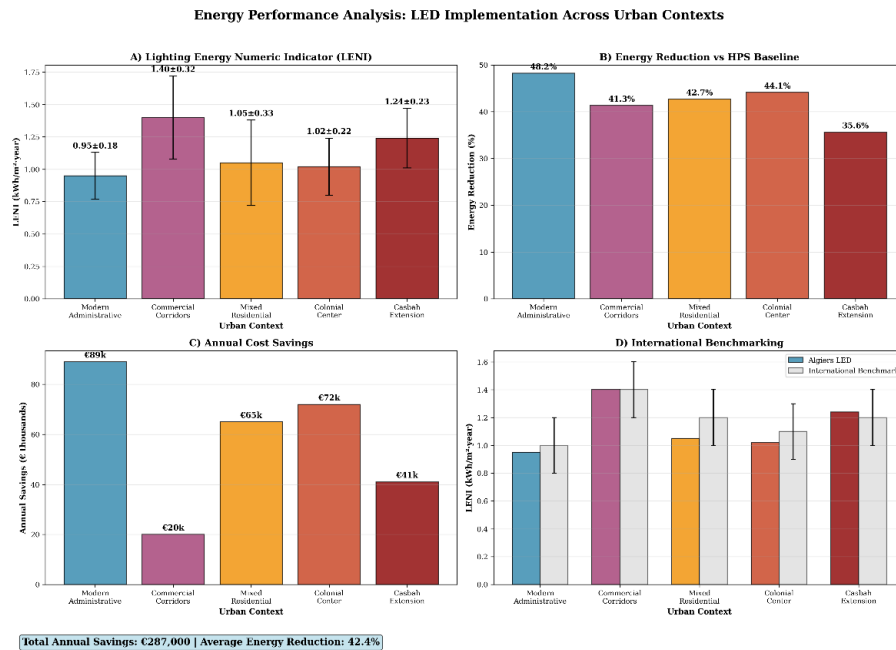 Energy Performance Analysis: LED Implementation Across Urban Contexts
A) Lighting Energy Numeric Indicator (LENI)
LENI (kWh/m²·year)
1.75
1.50
1.25
1.00
0.75
0.50
0.25
0.00
0.95±0.18
1.40±0.32
1.05±0.33
1.02±0.22
1.24±0.23
Modern
Administrative
Commercial
Corridors
Mixed
Residential
Colonial
Center
Casbah
Extension
Urban Context
B) Energy Reduction vs HPS Baseline
Energy Reduction (%)
50
40
30
20
10
0
48.2%
41.3%
42.7%
44.1%
35.6%
Modern
Administrative
Commercial
Corridors
Mixed
Residential
Colonial
Center
Casbah
Extension
Urban Context
C) Annual Cost Savings
Annual Savings (€ thousands)
80
60
40
20
0
€89k
€20k
€65k
€72k
€41k
Modern
Administrative
Commercial
Corridors
Mixed
Residential
Colonial
Center
Casbah
Extension
Urban Context
D) International Benchmarking
LENI (kWh/m²·year)
1.6
1.4
1.2
1.0
0.8
0.6
0.4
0.2
0.0
Algiers LED
International Benchmar
Modern
Administrative
Commercial
Corridors
Mixed
Residential
Colonial
Center
Casbah
Extension
Urban Context
Total Annual Savings: €287,000 | Average Energy Reduction: 42.4%